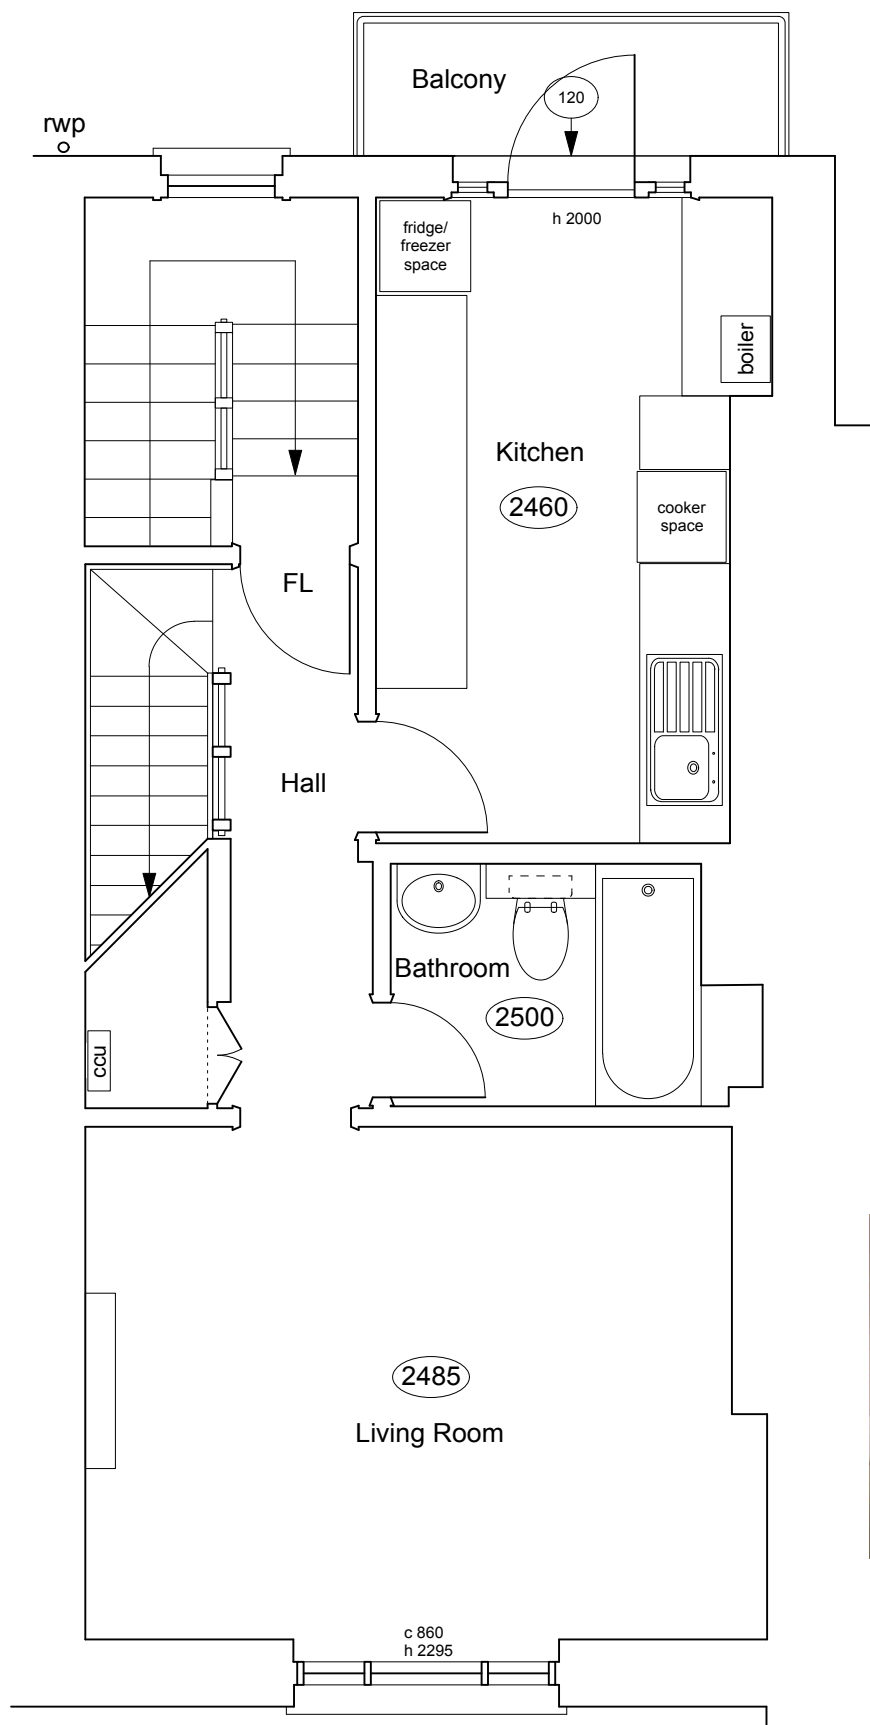 Balcony
120
rwp
h 2000
fridge/
freezer
space
boiler
Kitchen
2460
cooker
space
FL
Hall
Bathroom
2500
ccu
2485
Living Room
c 860
h 2295